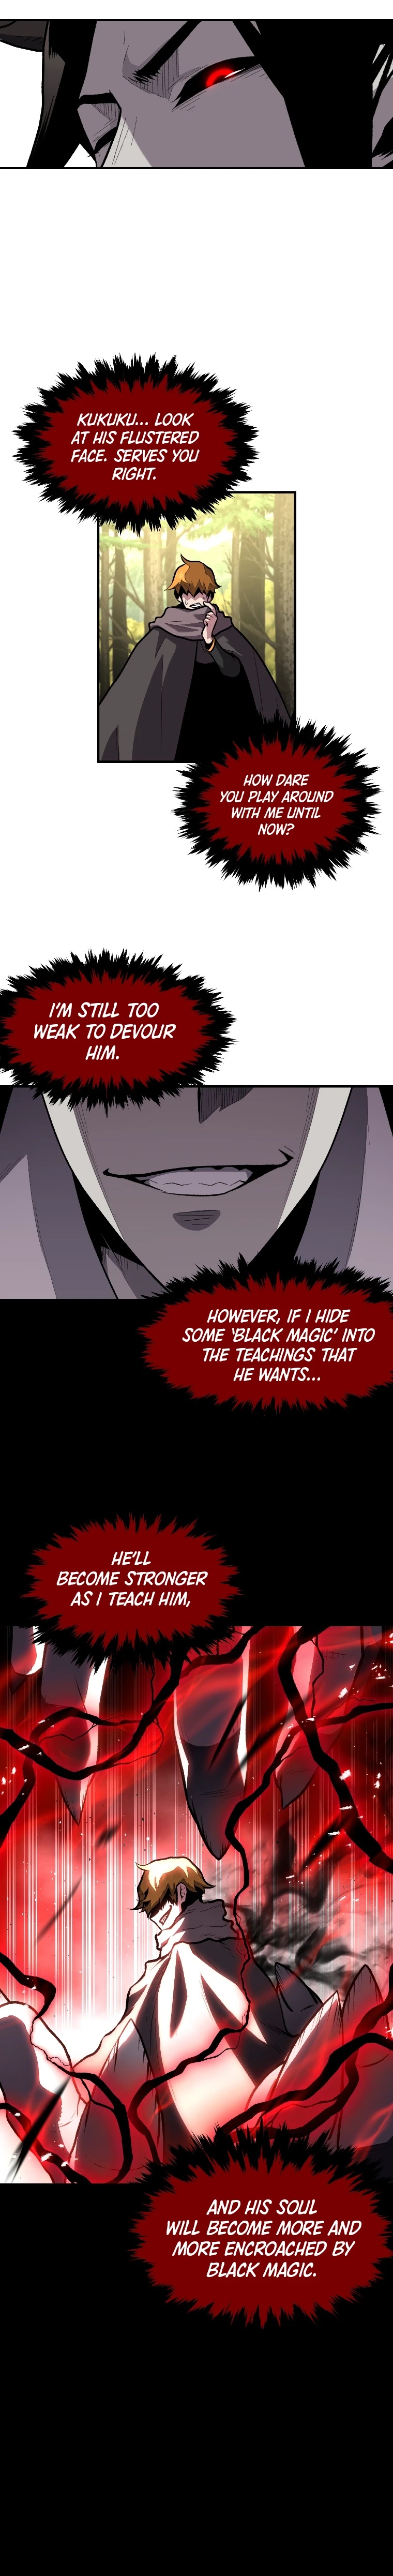 KUKUKU... LOOK
AT HIS FLUSTERED
FACE. SERVES YOU
RIGHT.
HOW DARE
YOU PLAY AROUND
WITH ME UNTIL
NOW?
I'M STILL TOO
WEAK TO DEVOUR
HIM.
HOWEVER, IF I HIDE
SOME 'BLACK MAGIC' INTO
THE TEACHINGS THAT
HE WANTS...
HE'LL
BECOME STRONGER
AS I TEACH HIM,
AND HIS SOUL
WILL BECOME MORE AND
MORE ENCROACHED BY
BLACK MAGIC.